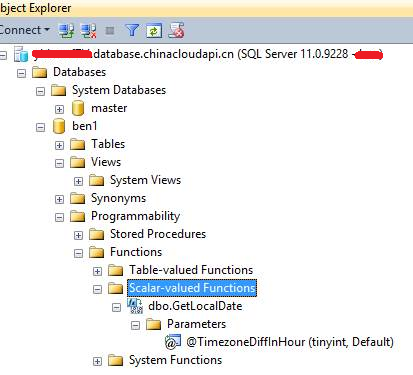 bject Explorer
Connect
database.chinacloudapi.cn (SQL Server 11.0.9228 -
Databases
System Databases
master
ben1
Tables
Views
System Views
Synonyms
Programmability
Stored Procedures
Functions
Table-valued Functions
Scalar-valued Functions
dbo.GetLocalDate
Parameters
@TimezoneDiffInHour (tinyint, Default)
System Functions